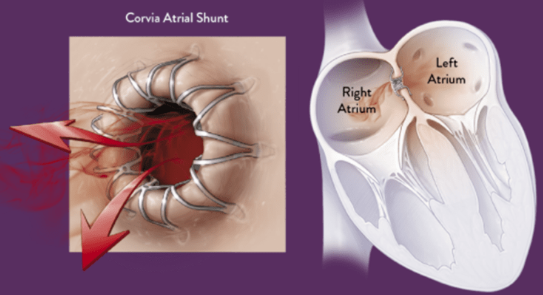 Corvia Atrial Shunt
Left
Atrium
Right
Atrium